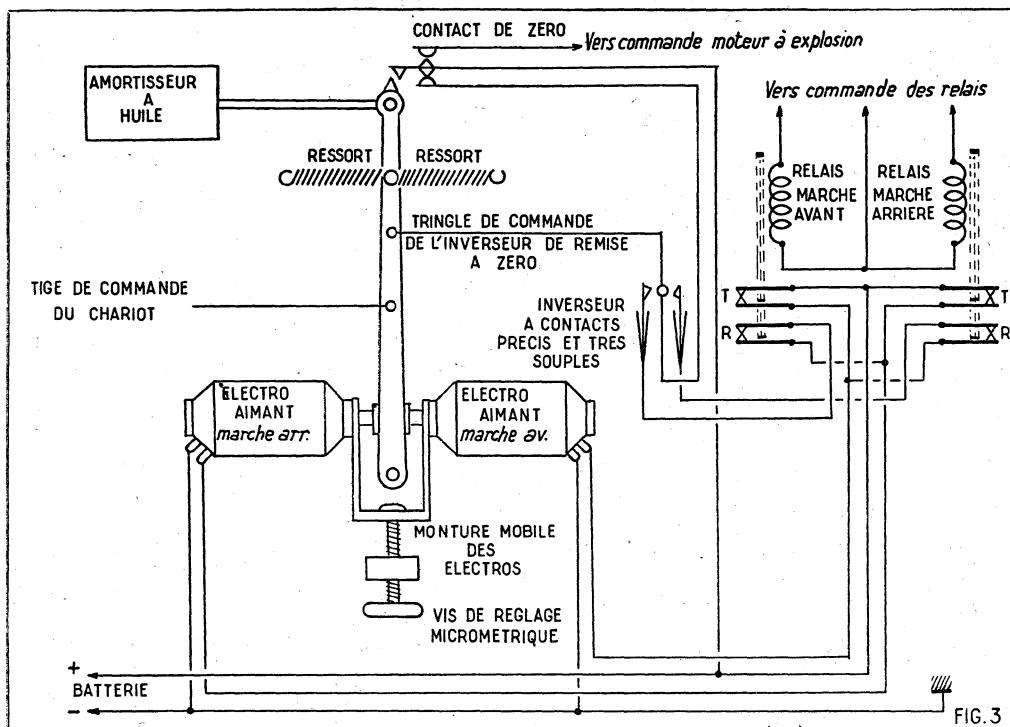 CONTACT DE ZERO
Vers commande moteur à explosion
AMORTISSEUR
A
HUILE
Vers commande des relais
RESSORT
RESSORT
RELAIS
MARCHE
AVANT
RELAIS
MARCHE
ARRIERE
TRINGLE DE COMMANDE
DE L'INVERSEUR DE REMISE
A ZERO
TIGE DE COMMANDE
DU CHARIOT
INVERSEUR
A CONTACTS
PRECIS ET TRES
SOUPLES
T
T
R
R
ELECTRO
AIMANT
marche arr.
ELECTRO
AIMANT
marche av.
MONTURE MOBILE
DES
ELECTROS
VIS DE REGLAGE
MICROMETRIQUE
+
BATTERIE
-
FIG.3